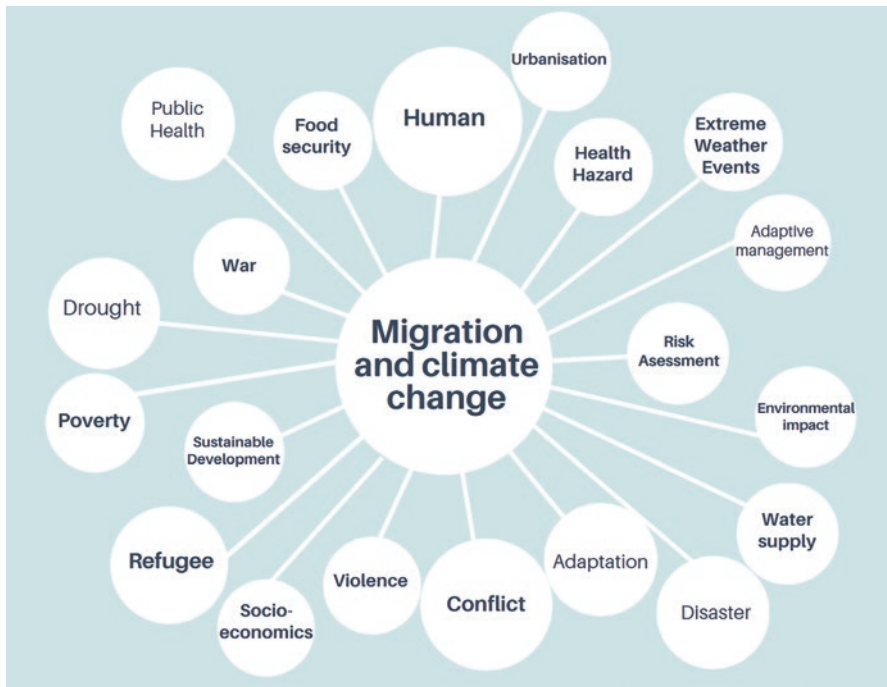 Urbanisation
Public
Health
Food
security
Human
Health
Hazard
Extreme
Weather
Events
Adaptive
management
War
Drought
Migration
and climate
change
Risk
Asessment
Poverty
Sustainable
Development
Environmental
impact
Water
supply
Refugee
Socio-
economics
Violence
Conflict
Adaptation
Disaster